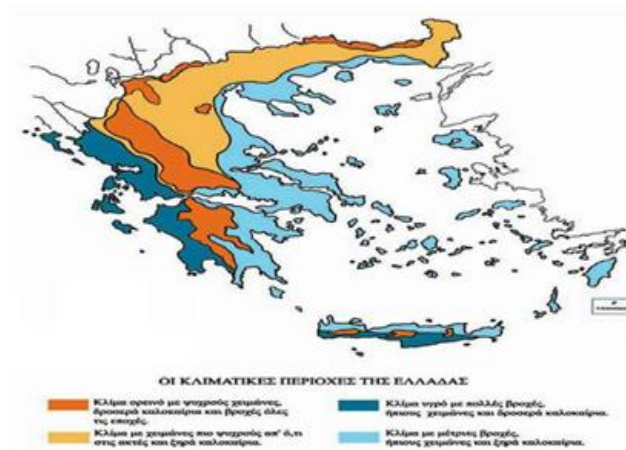 ΟΙ ΚΛΙΜΑΤΙΚΕΣ ΠΕΡΙΟΧΕΣ ΤΗΣ ΕΛΛΑΔΑΣ
Κλίμα ορεινό με ψυχρούς χειμώνες,
δροσερά καλοκαίρια και βροχές όλες
τις εποχές.
Κλίμα με χειμώνες πιο ψυχρούς απ' ό,τι
στις ακτές και ξηρά καλοκαίρια.
Κλίμα υγρό με πολλές βροχές,
ήπιους χειμώνες και δροσερά καλοκαίρια.
Κλίμα με μέτριες βροχές,
ήπιους χειμώνες και ξηρά καλοκαίρια.